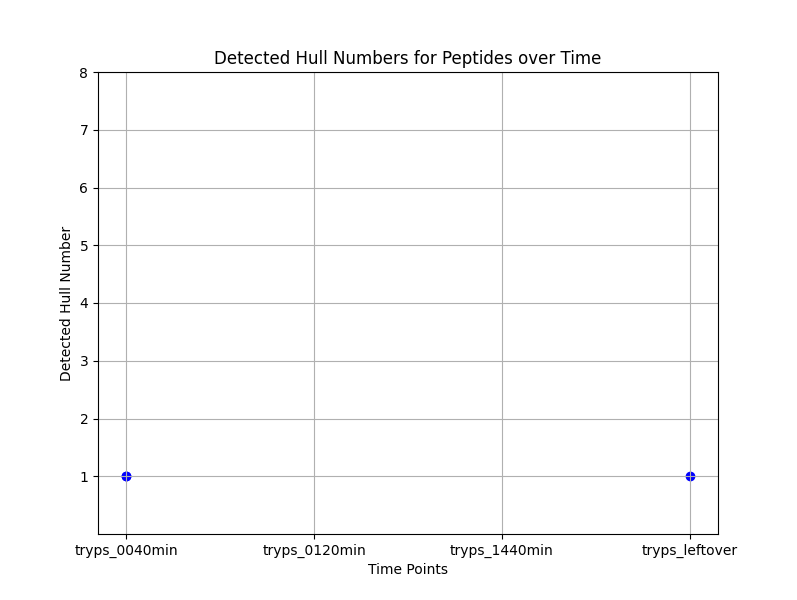 Detected Hull Numbers for Peptides over Time
8
7
6
5
4
3
2
1
Detected Hull Number
tryps_0040min tryps_0120min tryps_1440min tryps_leftover
Time Points